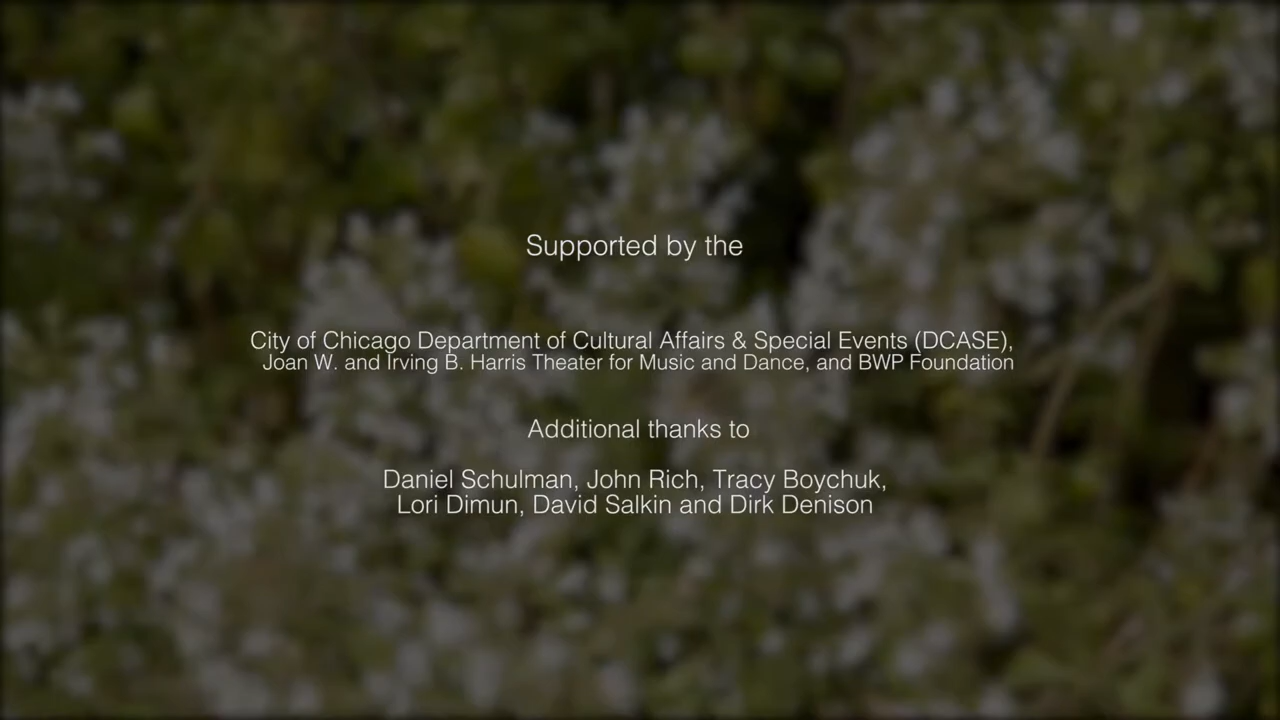 Supported by the
City of Chicago Department of Cultural Affairs & Special Events (DCASE),
Joan W. and Irving B. Harris Theater for Music and Dance, and BWP Foundation
Additional thanks to
Daniel Schulman, John Rich, Tracy Boychuk,
Lori Dimun, David Salkin and Dirk Denison